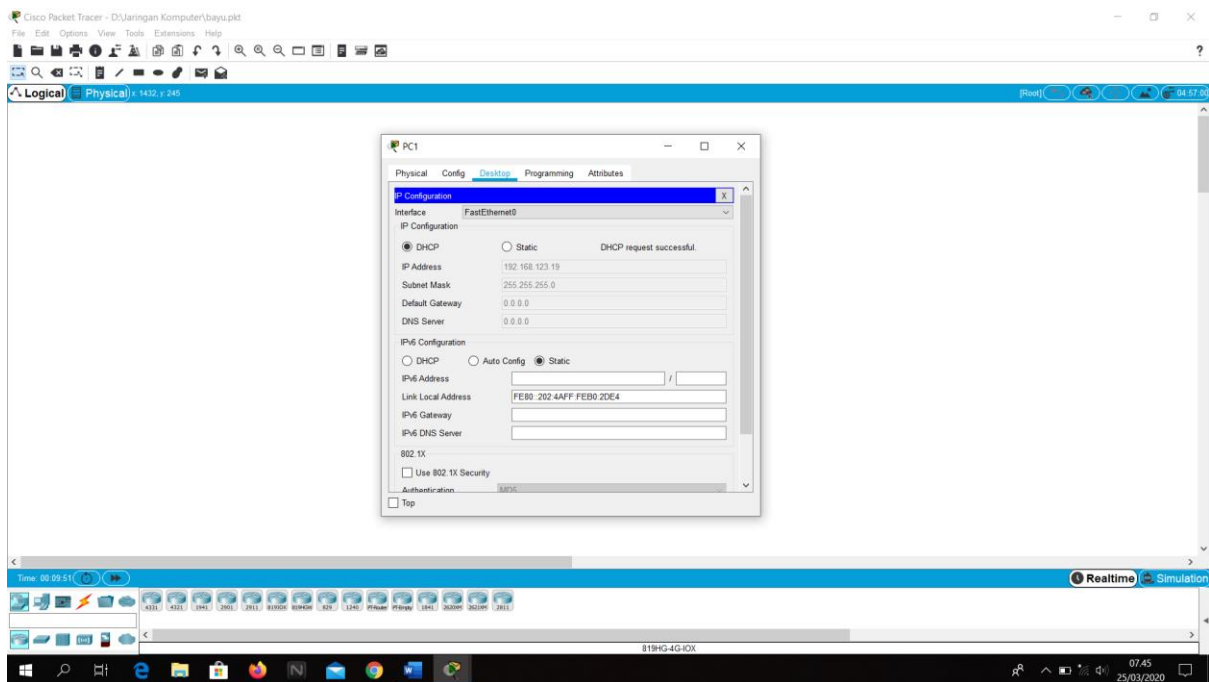 Cisco Packet Tracer - D:\Jaringan Komputer\bayu.pkt
File Edit Options View Tools Extensions Help
?
Logical Physical x: 1432, y: 245 [Root] 04:57:00
PC1
Physical Config Desktop Programming Attributes
IP Configuration X
Interface FastEthernet0
IP Configuration
DHCP Static DHCP request successful.
IP Address 192.168.123.19
Subnet Mask 255.255.255.0
Default Gateway 0.0.0.0
DNS Server 0.0.0.0
IPv6 Configuration
DHCP Auto Config Static
IPv6 Address /
Link Local Address FE80::202:4AFF:FEB0:2DE4
IPv6 Gateway
IPv6 DNS Server
802.1X
Use 802.1X Security
Authentication MD5
Top
Time: 00:09:51 Realtime Simulation
4331 4321 1941 2901 2911 819IOX 819HGW 829 1240 PT-Router PT-Empty 1841 2620XM 2621XM 2811
819HG-4G-IOX
07.45
25/03/2020